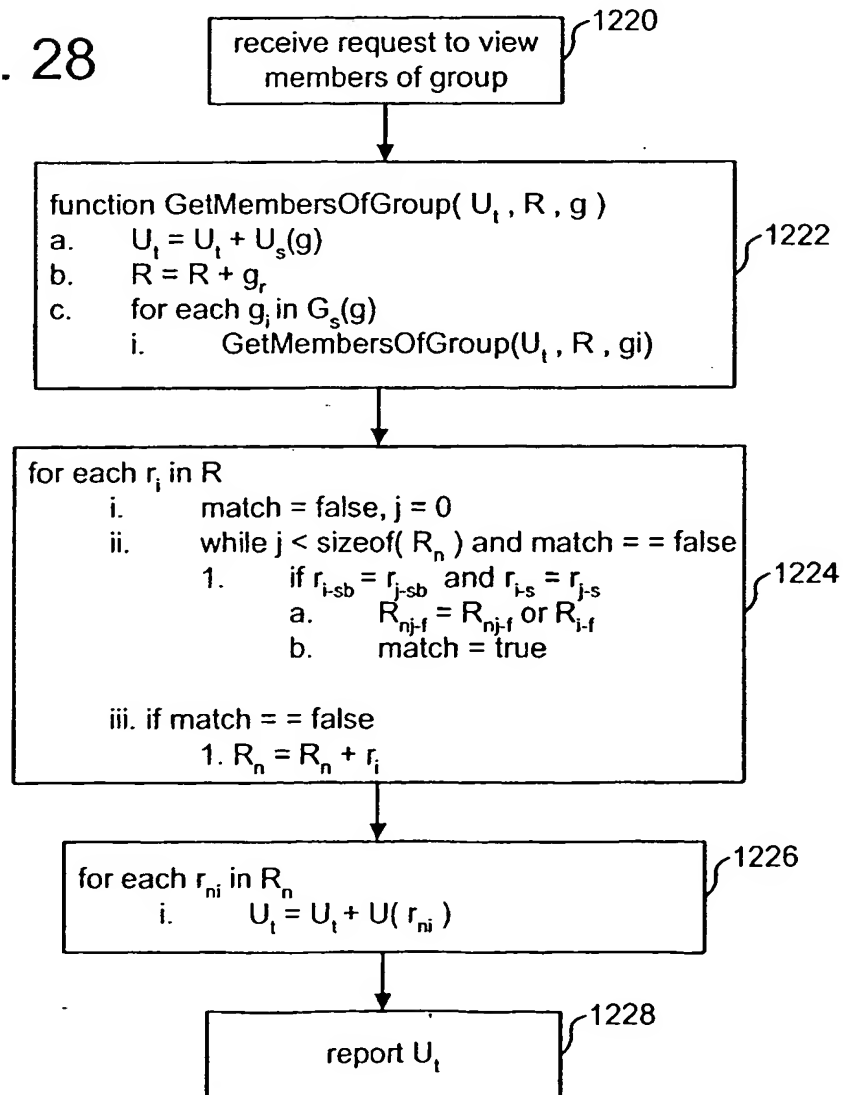 . 28
receive request to view
members of group
1220
function GetMembersOfGroup( U_t , R , g )
a. U_t = U_t + U_s(g)
b. R = R + g_r
c. for each g_i in G_s(g)
i. GetMembersOfGroup(U_t , R , gi)
1222
for each r_i in R
i. match = false, j = 0
ii. while j < sizeof( R_n ) and match = = false
1. if r_i-sb = r_j-sb and r_i-s = r_j-s
a. R_nj-f = R_nj-f or R_i-f
b. match = true
iii. if match = = false
1. R_n = R_n + r_i
1224
for each r_ni in R_n
i. U_t = U_t + U( r_ni )
1226
report U_t
1228